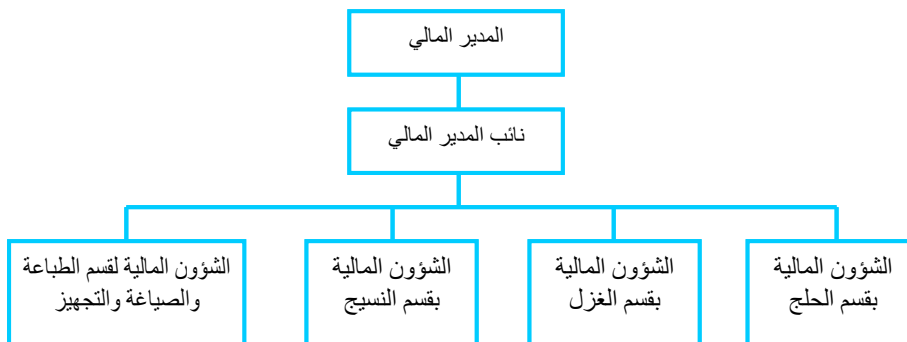 المدير المالي
نائب المدير المالي
الشؤون المالية
بقسم الحلج
الشؤون المالية
بقسم الغزل
الشؤون المالية
بقسم النسيج
الشؤون المالية لقسم الطباعة
والصياغة والتجهيز